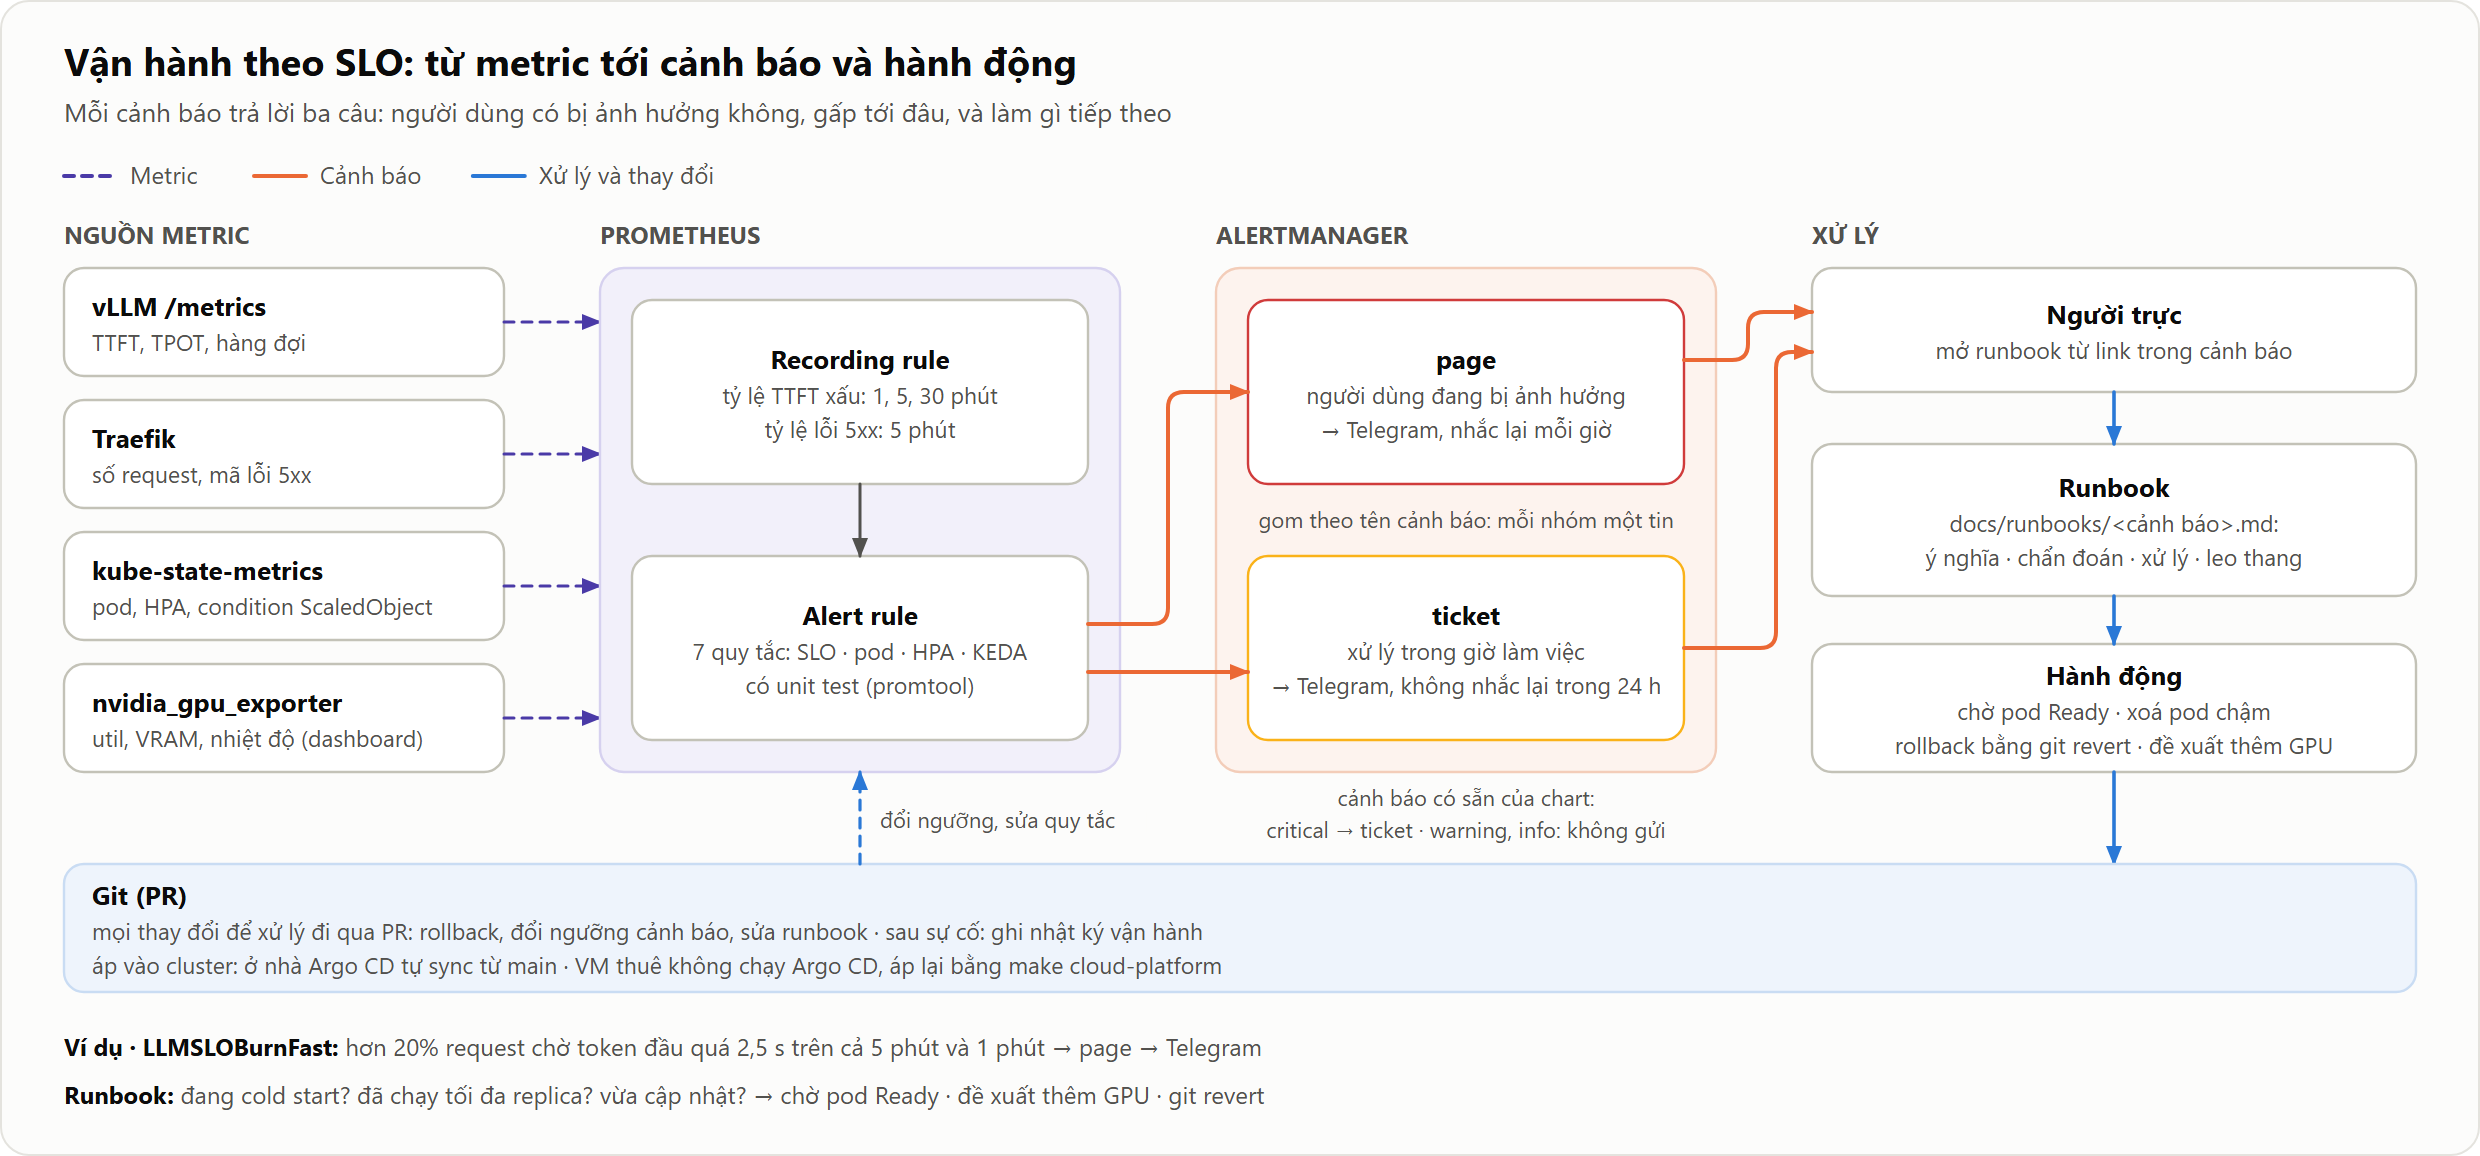 Vận hành theo SLO: từ metric tới cảnh báo và hành động
Mỗi cảnh báo trả lời ba câu: người dùng có bị ảnh hưởng không, gấp tới đâu, và làm gì tiếp theo
Metric
Cảnh báo
Xử lý và thay đổi
NGUỒN METRIC
vLLM /metrics
TTFT, TPOT, hàng đợi
Traefik
số request, mã lỗi 5xx
kube-state-metrics
pod, HPA, condition ScaledObject
nvidia_gpu_exporter
util, VRAM, nhiệt độ (dashboard)
PROMETHEUS
Recording rule
tỷ lệ TTFT xấu: 1, 5, 30 phút
tỷ lệ lỗi 5xx: 5 phút
Alert rule
7 quy tắc: SLO · pod · HPA · KEDA
có unit test (promtool)
đổi ngưỡng, sửa quy tắc
ALERTMANAGER
page
người dùng đang bị ảnh hưởng
→ Telegram, nhắc lại mỗi giờ
gom theo tên cảnh báo: mỗi nhóm một tin
ticket
xử lý trong giờ làm việc
→ Telegram, không nhắc lại trong 24 h
cảnh báo có sẵn của chart:
critical → ticket · warning, info: không gửi
XỬ LÝ
Người trực
mở runbook từ link trong cảnh báo
Runbook
docs/runbooks/<cảnh báo>.md:
ý nghĩa · chẩn đoán · xử lý · leo thang
Hành động
chờ pod Ready · xoá pod chậm
rollback bằng git revert · đề xuất thêm GPU
Git (PR)
mọi thay đổi để xử lý đi qua PR: rollback, đổi ngưỡng cảnh báo, sửa runbook · sau sự cố: ghi nhật ký vận hành
áp vào cluster: ở nhà Argo CD tự sync từ main · VM thuê không chạy Argo CD, áp lại bằng make cloud-platform
Ví dụ · LLMSLOBurnFast: hơn 20% request chờ token đầu quá 2,5 s trên cả 5 phút và 1 phút → page → Telegram
Runbook: đang cold start? đã chạy tối đa replica? vừa cập nhật? → chờ pod Ready · đề xuất thêm GPU · git revert